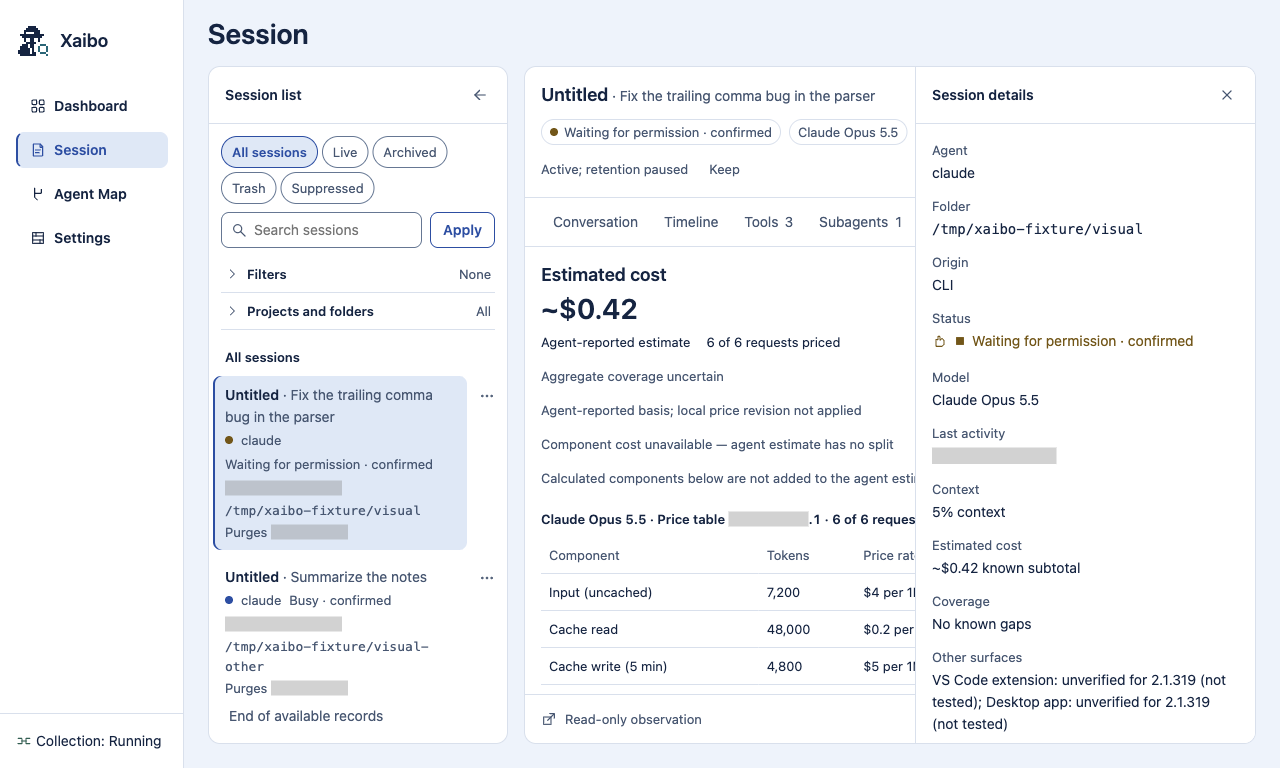 Xaibo
Dashboard
Session
Agent Map
Settings
Collection: Running
Session
Session list
All sessions
Live
Archived
Trash
Suppressed
Search sessions
Apply
Filters
None
Projects and folders
All
All sessions
Untitled · Fix the trailing comma
bug in the parser
claude
Waiting for permission · confirmed
/tmp/xaibo-fixture/visual
Purges
Untitled · Summarize the notes
claude Busy · confirmed
/tmp/xaibo-fixture/visual-
other
Purges
End of available records
Untitled · Fix the trailing comma bug in the parser
Waiting for permission · confirmed
Claude Opus 5.5
Active; retention paused
Keep
Conversation
Timeline
Tools 3
Subagents 1
Estimated cost
~$0.42
Agent-reported estimate
6 of 6 requests priced
Aggregate coverage uncertain
Agent-reported basis; local price revision not applied
Component cost unavailable — agent estimate has no split
Calculated components below are not added to the agent esti
Claude Opus 5.5 · Price table .1 · 6 of 6 reques
Component Tokens Price rat
Input (uncached) 7,200 $4 per 1
Cache read 48,000 $0.2 per
Cache write (5 min) 4,800 $5 per 1
Read-only observation
Session details
Agent
claude
Folder
/tmp/xaibo-fixture/visual
Origin
CLI
Status
Waiting for permission · confirmed
Model
Claude Opus 5.5
Last activity
Context
5% context
Estimated cost
~$0.42 known subtotal
Coverage
No known gaps
Other surfaces
VS Code extension: unverified for 2.1.319 (not
tested); Desktop app: unverified for 2.1.319
(not tested)